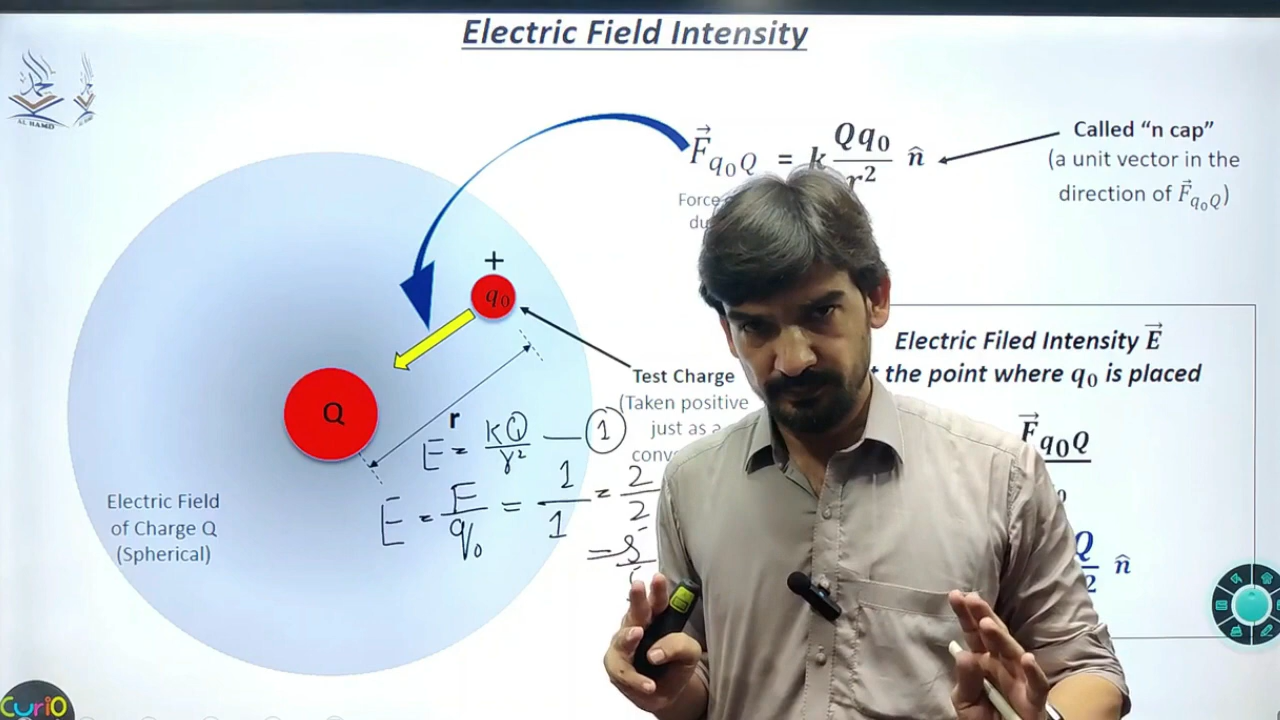 Electric Field Intensity
AL HAMD
F⃗q₀Q = k Qq₀ / r² n̂
Called “n cap”
(a unit vector in the
direction of F⃗q₀Q)
Force
du
+
q₀
Q
r
Test Charge
(Taken positive
just as a
conv
Electric Field
of Charge Q
(Spherical)
E = kQ / r² — 1
E = F / q₀ = 1 / 1 = 2 / 2
=
Electric Filed Intensity E⃗
t the point where q₀ is placed
F⃗q₀Q
Q / 2 n̂
CuriO